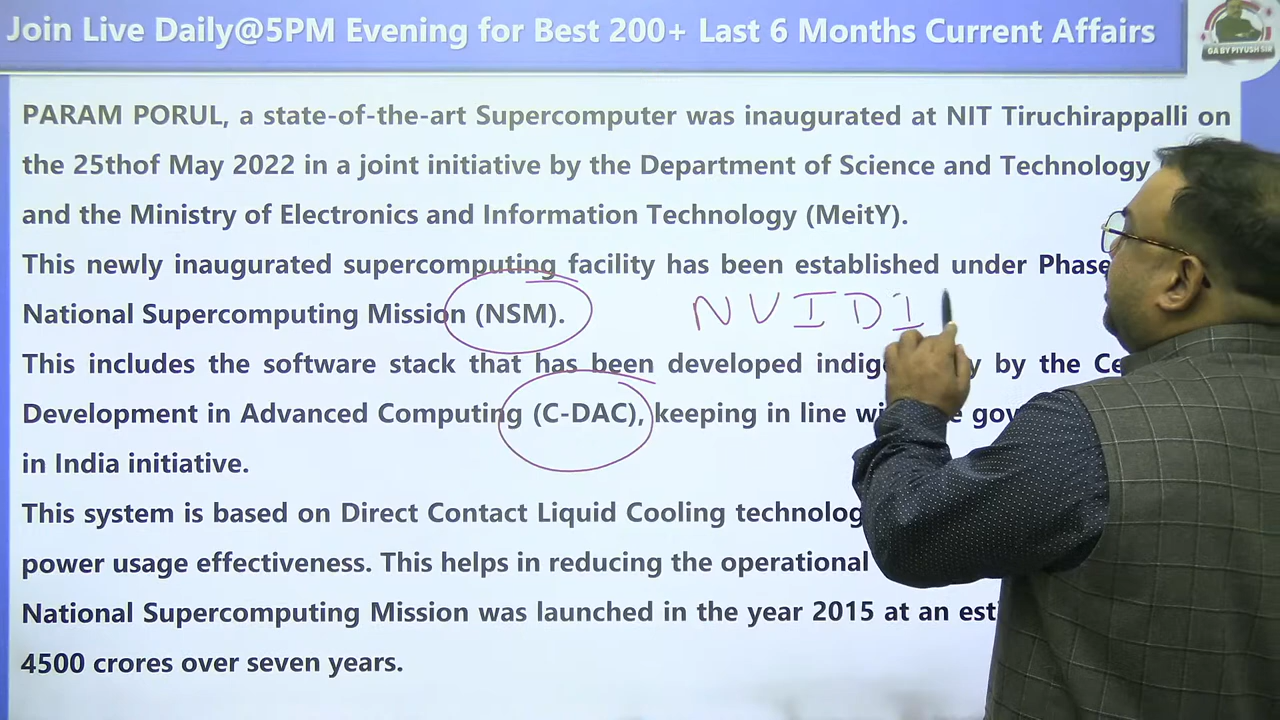 Join Live Daily@5PM Evening for Best 200+ Last 6 Months Current Affairs
GA BY PIYUSH SIR
PARAM PORUL, a state-of-the-art Supercomputer was inaugurated at NIT Tiruchirappalli on
the 25thof May 2022 in a joint initiative by the Department of Science and Technology
and the Ministry of Electronics and Information Technology (MeitY).
This newly inaugurated supercomputing facility has been established under Phase
National Supercomputing Mission (NSM).
NVIDI
This includes the software stack that has been developed by the
Development in Advanced Computing (C-DAC), keeping in line
in India initiative.
This system is based on Direct Contact Liquid Cooling
power usage effectiveness. This helps in reducing the operational
National Supercomputing Mission was launched in the year 2015 at an
4500 crores over seven years.